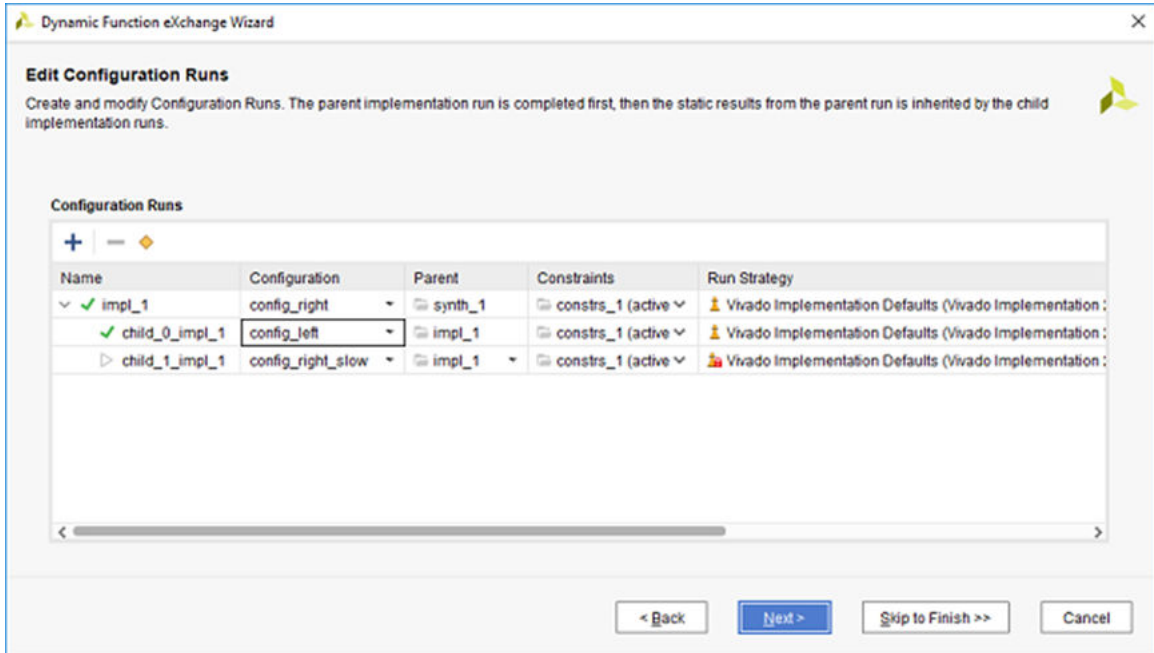 Dynamic Function eXchange Wizard
Edit Configuration Runs
Create and modify Configuration Runs. The parent implementation run is completed first, then the static results from the parent run is inherited by the child
implementation runs.
Configuration Runs
Name Configuration Parent Constraints Run Strategy
impl_1 config_right synth_1 constrs_1 (active Vivado Implementation Defaults (Vivado Implementation
child_0_impl_1 config_left impl_1 constrs_1 (active Vivado Implementation Defaults (Vivado Implementation
child_1_impl_1 config_right_slow impl_1 constrs_1 (active Vivado Implementation Defaults (Vivado Implementation
< Back Next > Skip to Finish >> Cancel